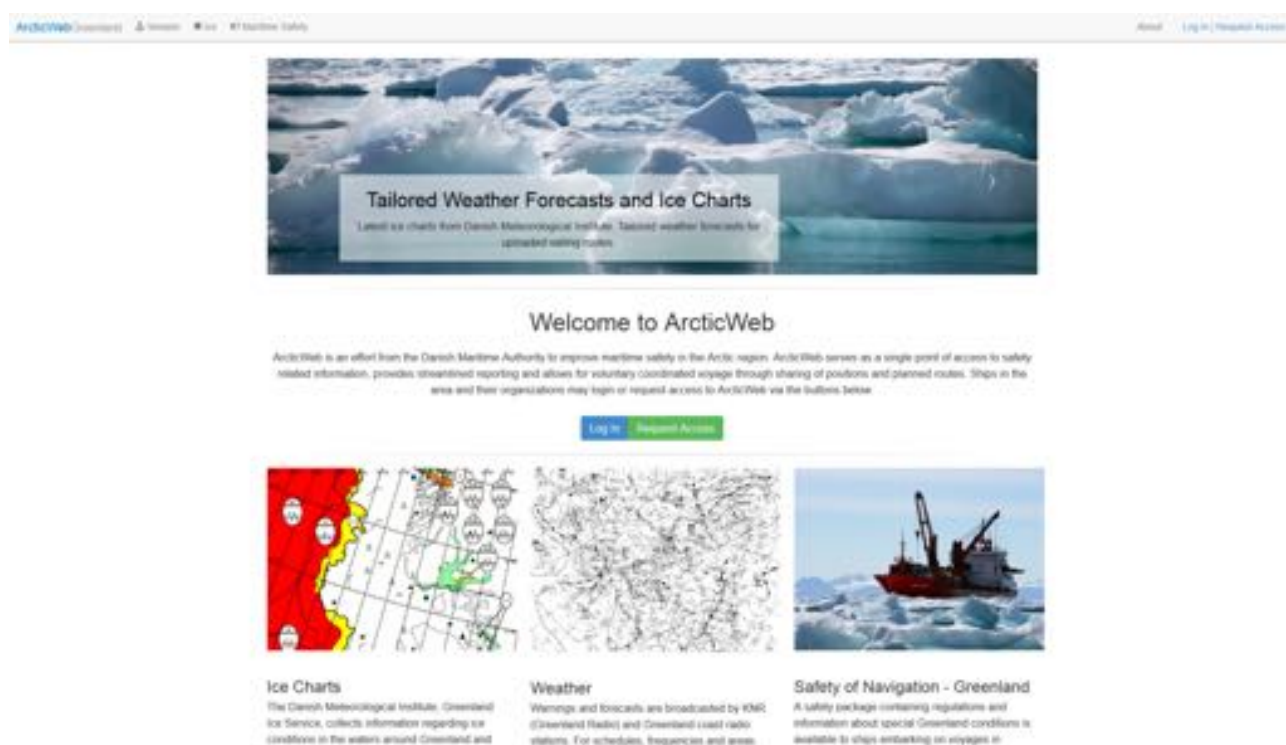 ArcticWeb Greenland Ice Maritime Safety About Log In | Request Access
Tailored Weather Forecasts and Ice Charts
Latest ice charts from Danish Meteorological Institute. Tailored weather forecasts for
uploaded sailing routes
Welcome to ArcticWeb
ArcticWeb is an effort from the Danish Maritime Authority to improve maritime safety in the Arctic region. ArcticWeb serves as a single point of access to safety
related information, provides streamlined reporting and allows for voluntary coordinated voyage through sharing of positions and planned routes. Ships in the
area and their organizations may login or request access to ArcticWeb via the buttons below.
Log In Request Access
Ice Charts
The Danish Meteorological Institute, Greenland
Ice Service, collects information regarding ice
conditions in the waters around Greenland and
Weather
Warnings and forecasts are broadcasted by KNR
(Greenland Radio) and Greenland coast radio
stations. For schedules, frequencies and areas,
Safety of Navigation - Greenland
A safety package containing regulations and
information about special Greenland conditions is
available to ships embarking on voyages in